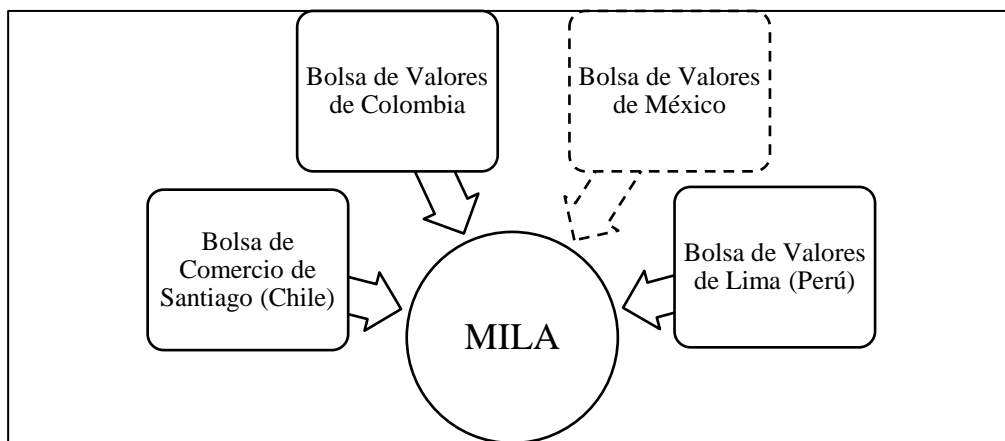 Bolsa de Valores
de Colombia
Bolsa de Valores
de México
Bolsa de
Comercio de
Santiago (Chile)
Bolsa de Valores
de Lima (Perú)
MILA